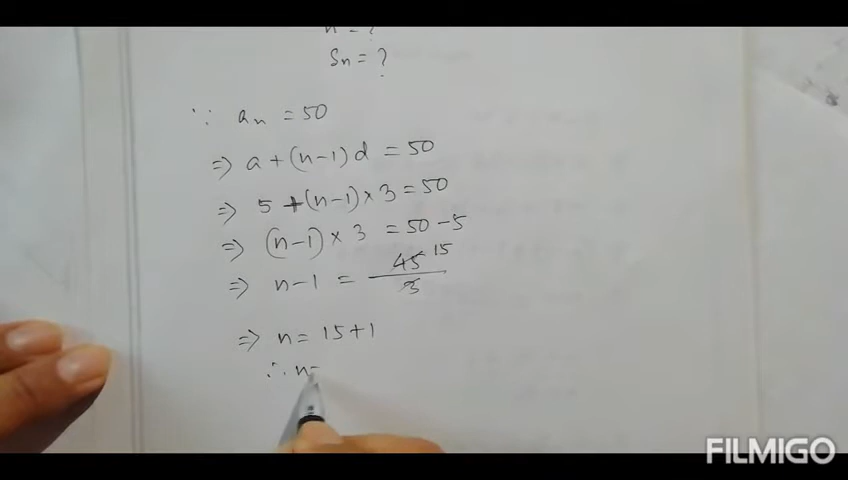 n = ?
Sn = ?
∵ an = 50
⇒ a + (n-1) d = 50
⇒ 5 + (n-1) × 3 = 50
⇒ (n-1) × 3 = 50 - 5
⇒ n-1 = 45/3 15
⇒ n = 15+1
∴ n=
FILMIGO